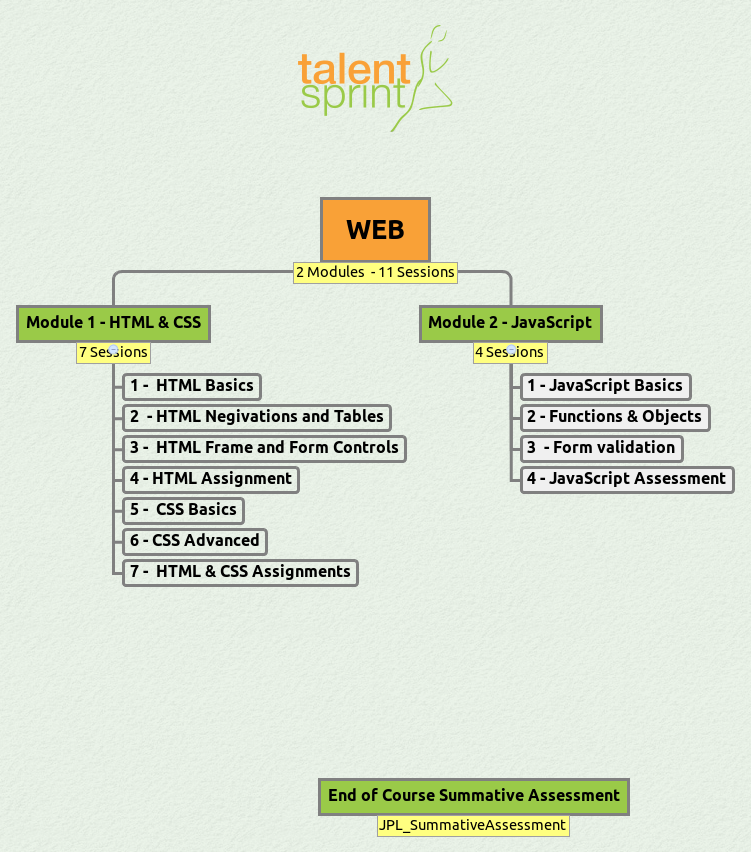 talent
sprint
WEB
2 Modules - 11 Sessions
Module 1 - HTML & CSS
7 Sessions
1 - HTML Basics
2 - HTML Negivations and Tables
3 - HTML Frame and Form Controls
4 - HTML Assignment
5 - CSS Basics
6 - CSS Advanced
7 - HTML & CSS Assignments
Module 2 - JavaScript
4 Sessions
1 - JavaScript Basics
2 - Functions & Objects
3 - Form validation
4 - JavaScript Assessment
End of Course Summative Assessment
JPL_SummativeAssessment